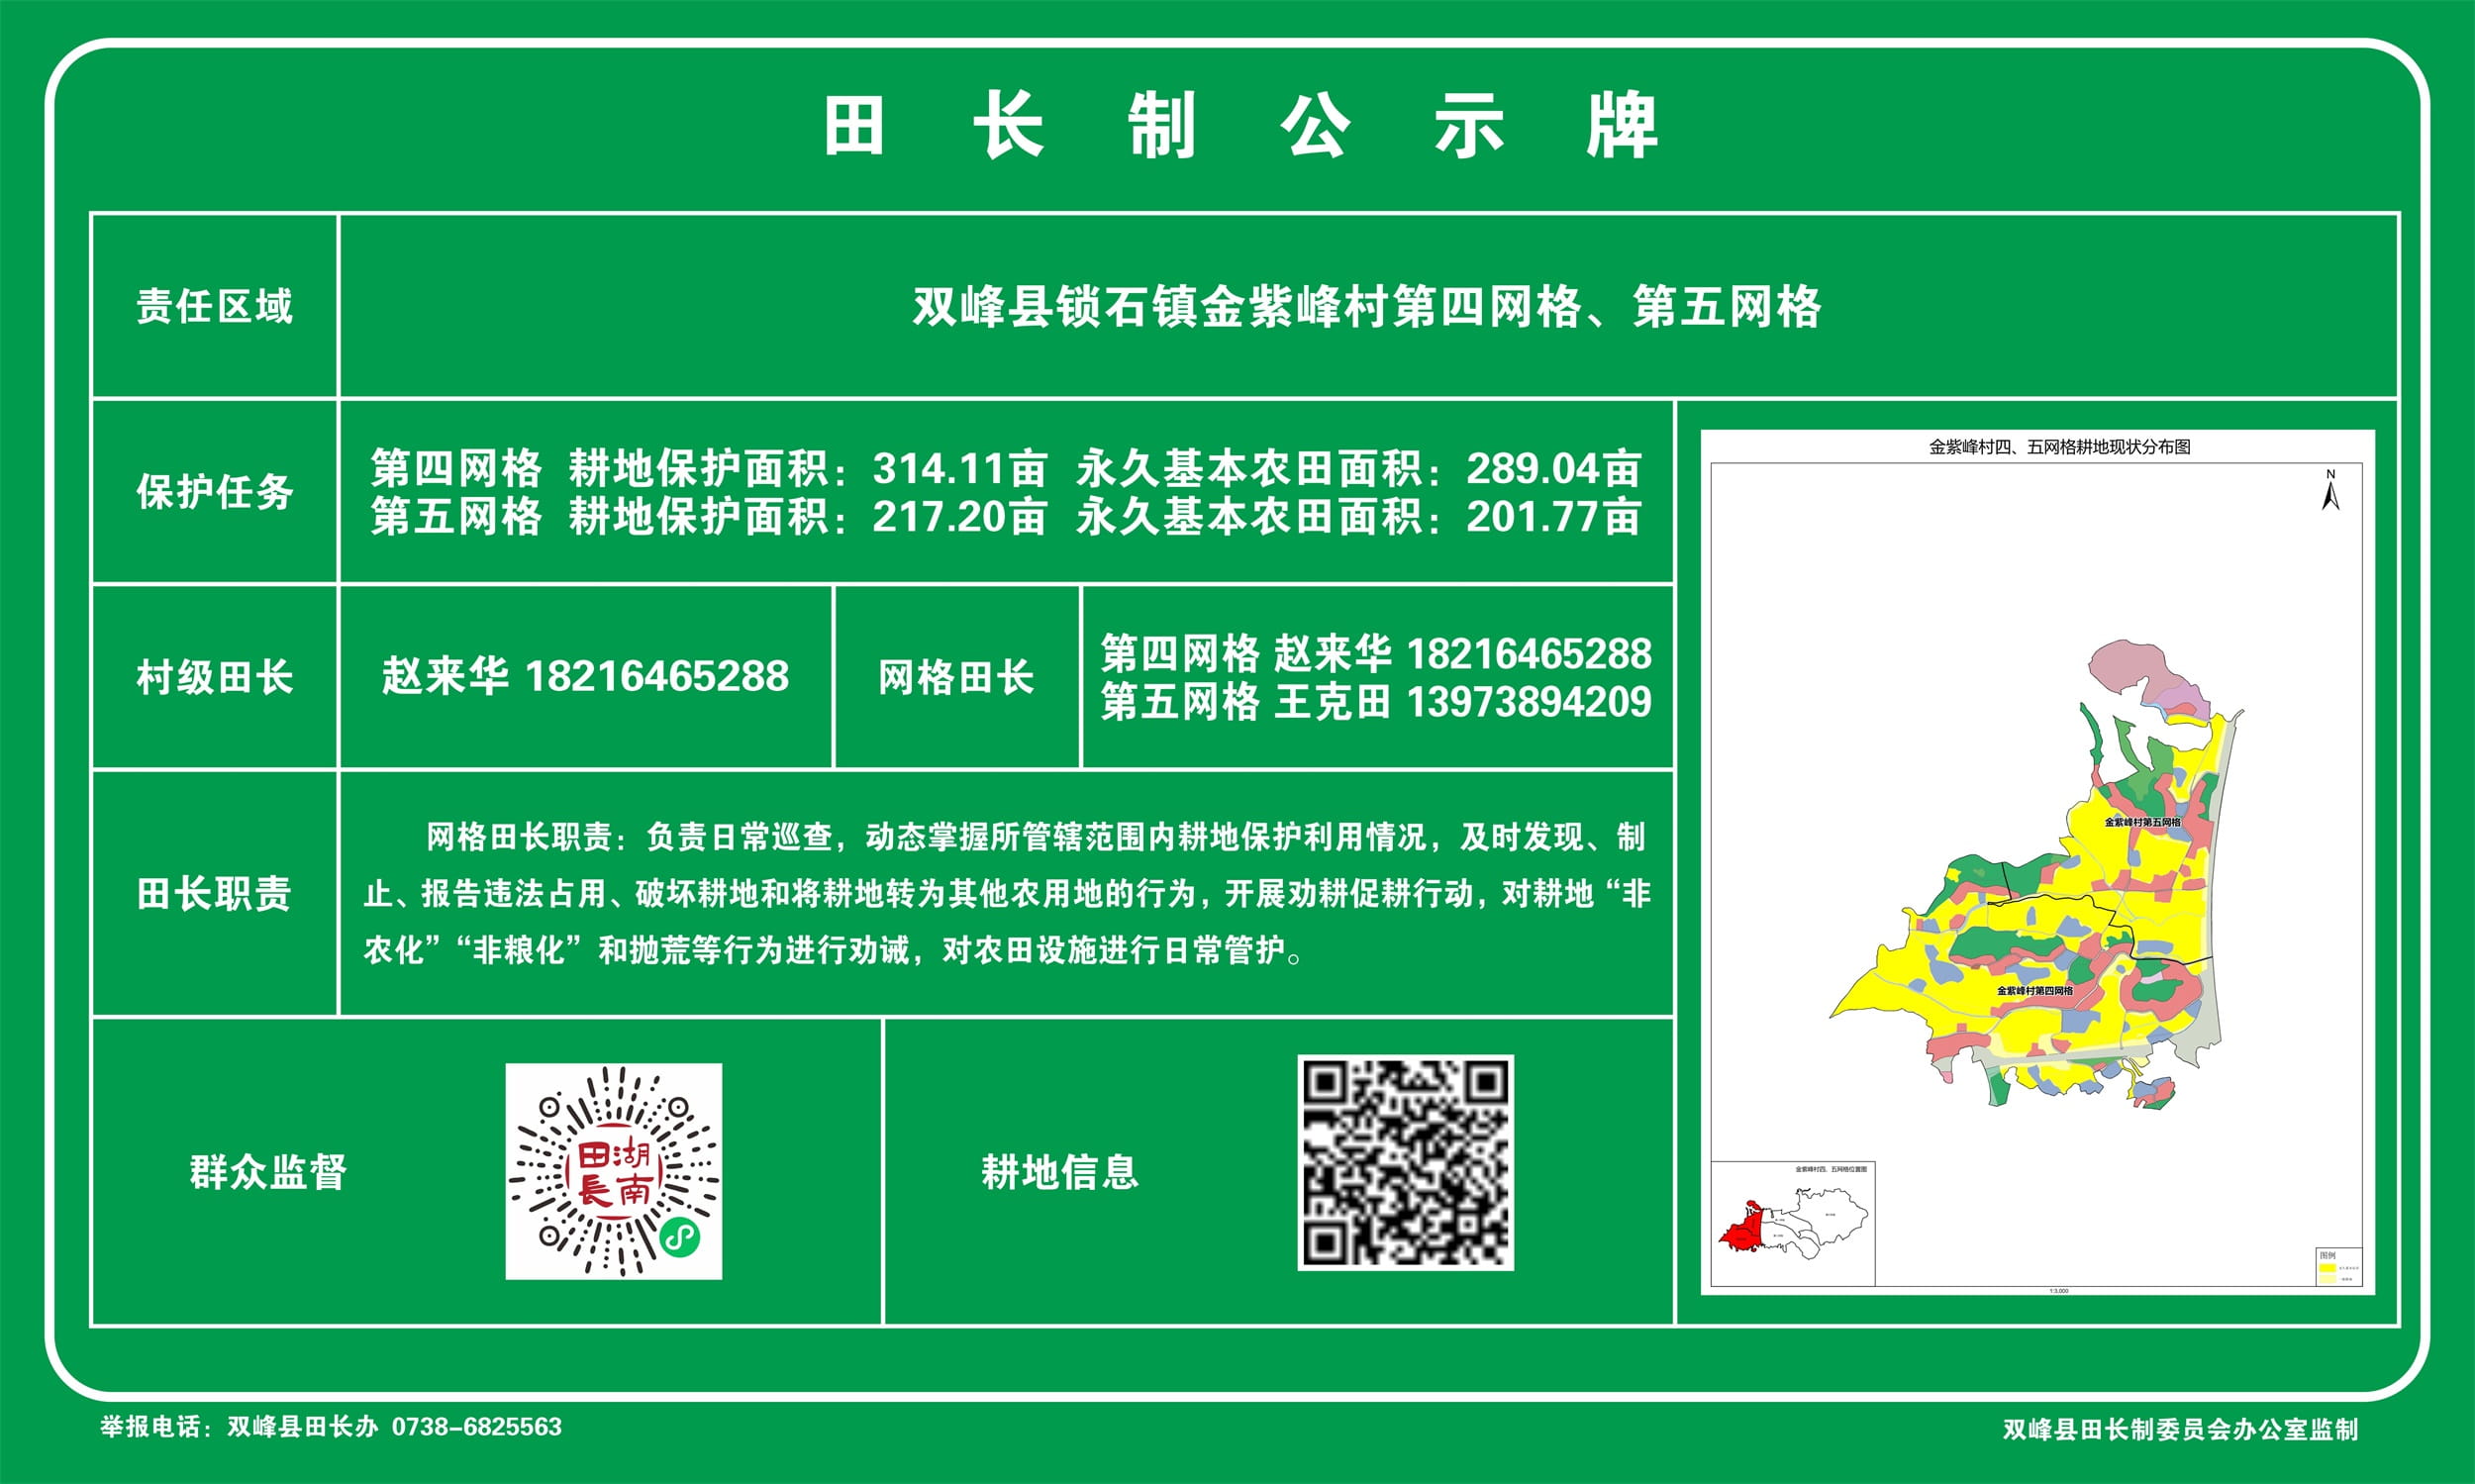 田长制公示牌
责任区域
双峰县锁石镇金紫峰村第四网格、第五网格
保护任务
第四网格 耕地保护面积：314.11亩 永久基本农田面积：289.04亩
第五网格 耕地保护面积：217.20亩 永久基本农田面积：201.77亩
村级田长
赵来华 18216465288
网格田长
第四网格 赵来华 18216465288
第五网格 王克田 13973894209
田长职责
网格田长职责：负责日常巡查，动态掌握所管辖范围内耕地保护利用情况，及时发现、制
止、报告违法占用、破坏耕地和将耕地转为其他农用地的行为，开展劝耕促耕行动，对耕地“非
农化”“非粮化”和抛荒等行为进行劝诫，对农田设施进行日常管护。
群众监督
田湖
長南
耕地信息
金紫峰村四、五网格耕地现状分布图
N
金紫峰村第五网格
金紫峰村第四网格
金紫峰村四、五网格位置图
图例
1:3,000
举报电话：双峰县田长办 0738-6825563
双峰县田长制委员会办公室监制